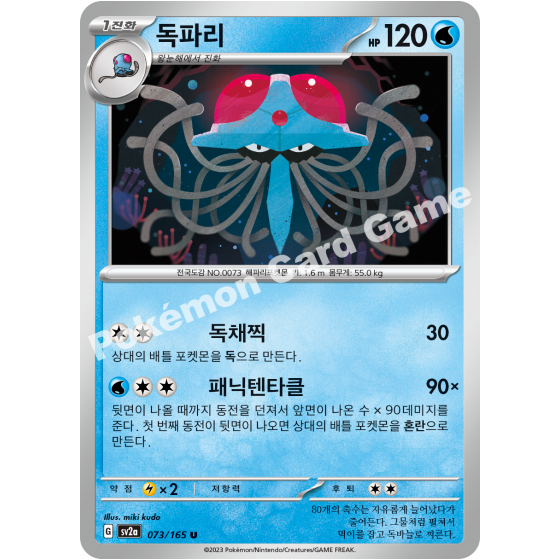 1진화
독파리
HP 120
왕눈해에서 진화
전국도감 NO.0073 해파리포켓몬 키: 1.6 m 몸무게: 55.0 kg
독채찍 30
상대의 배틀 포켓몬을 독으로 만든다.
패닉텐타클 90×
뒷면이 나올 때까지 동전을 던져서 앞면이 나온 수 × 90데미지를
준다. 첫 번째 동전이 뒷면이 나오면 상대의 배틀 포켓몬을 혼란으로
만든다.
약점 ×2 저항력 후퇴
Illus. miki kudo
G sv2a 073/165 U
80개의 촉수는 자유롭게 늘어났다가
줄어든다. 그물처럼 펼쳐서
먹이를 잡고 독바늘로 찌른다.
©2023 Pokémon/Nintendo/Creatures/GAME FREAK.
Pokémon Card Game